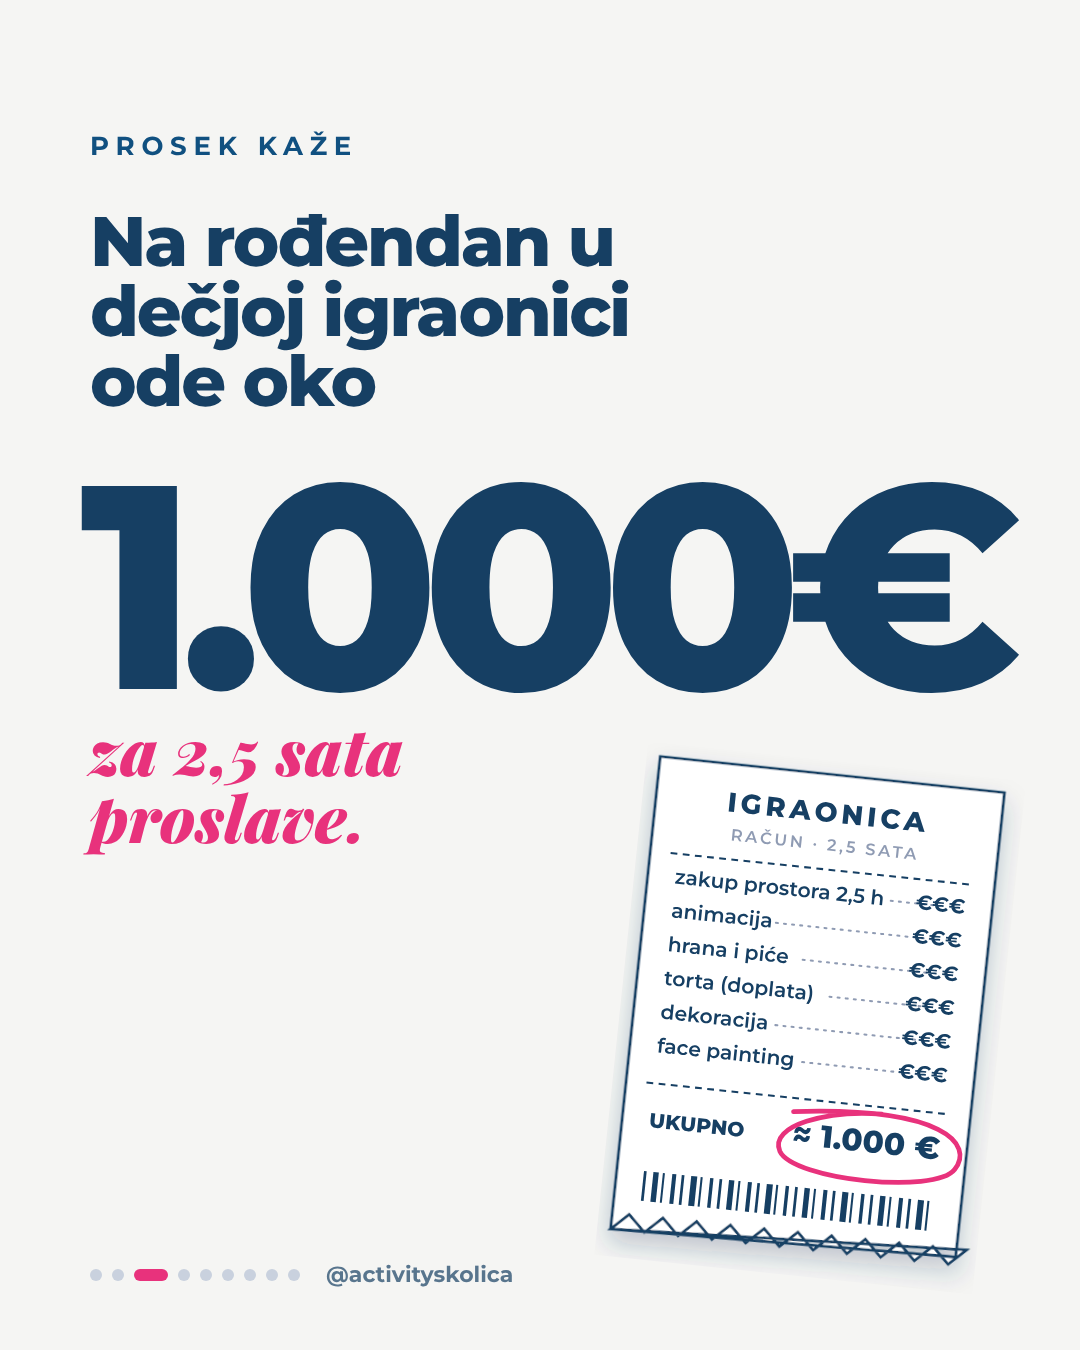 PROSEK KAŽE
Na rođendan u
dečjoj igraonici
ode oko
1.000€
za 2,5 sata
proslave.
IGRAONICA
RAČUN · 2,5 SATA
zakup prostora 2,5 h €€€
animacija €€€
hrana i piće €€€
torta (doplata) €€€
dekoracija €€€
face painting €€€
UKUPNO ≈ 1.000 €
@activityskolica